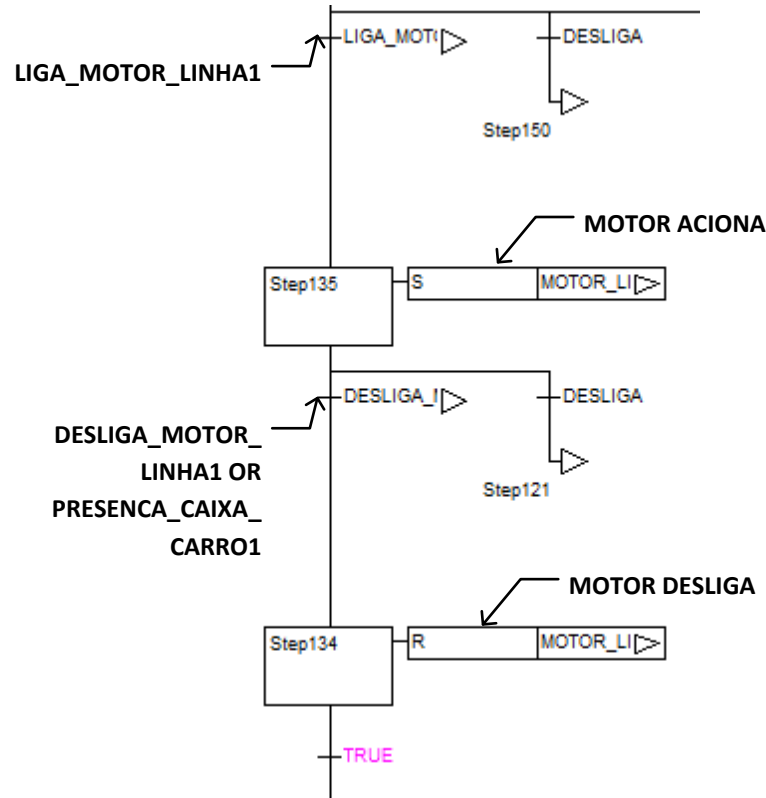 LIGA_MOT
DESLIGA
LIGA_MOTOR_LINHA1
Step150
MOTOR ACIONA
Step135
S
MOTOR_LI
DESLIGA_
DESLIGA
DESLIGA_MOTOR_
LINHA1 OR
PRESENCA_CAIXA_
CARRO1
Step121
MOTOR DESLIGA
Step134
R
MOTOR_LI
TRUE